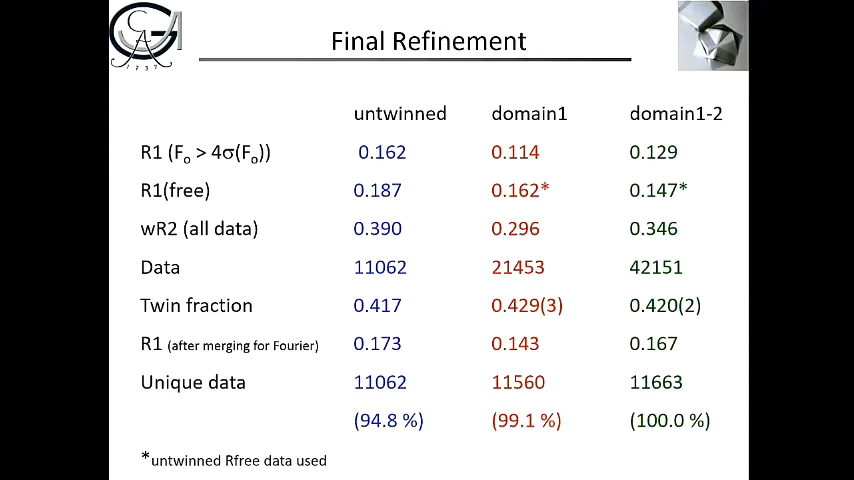 Final Refinement
1737
untwinned domain1 domain1-2
R1 (Fo > 4σ(Fo)) 0.162 0.114 0.129
R1(free) 0.187 0.162* 0.147*
wR2 (all data) 0.390 0.296 0.346
Data 11062 21453 42151
Twin fraction 0.417 0.429(3) 0.420(2)
R1 (after merging for Fourier) 0.173 0.143 0.167
Unique data 11062 11560 11663
(94.8 %) (99.1 %) (100.0 %)
*untwinned Rfree data used